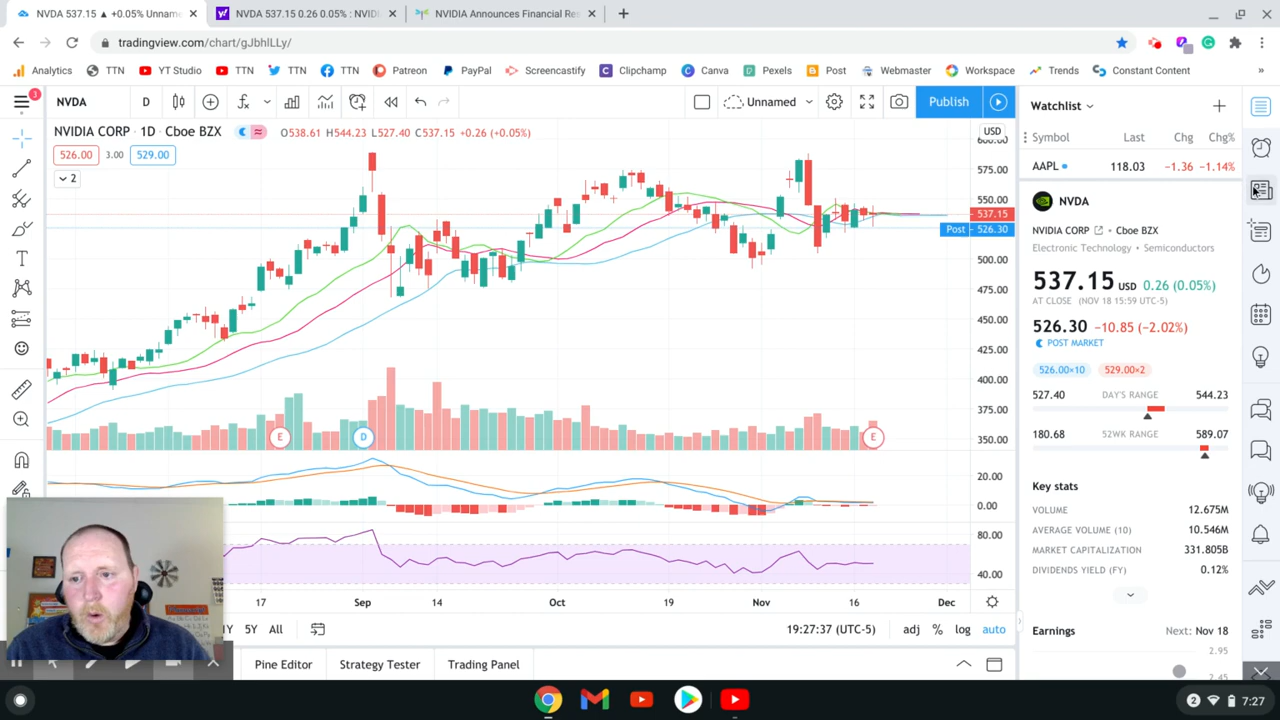 NVDA 537.15 ▲ +0.05% Unnam
NVDA 537.15 0.26 0.05% : NVID
NVIDIA Announces Financial Res
tradingview.com/chart/gJbhlLLy/
Analytics
TTN
YT Studio
TTN
TTN
TTN
Patreon
PayPal
Screencastify
Clipchamp
Canva
Pexels
Post
Webmaster
Workspace
Trends
Constant Contact
»
3
NVDA
D
Unnamed
Publish
NVIDIA CORP · 1D · Cboe BZX
O538.61 H544.23 L527.40 C537.15 +0.26 (+0.05%)
526.00
3.00
529.00
2
USD
600.00
575.00
550.00
537.15
Post 526.30
500.00
475.00
450.00
425.00
400.00
375.00
350.00
E
D
E
20.00
0.00
80.00
40.00
17
Sep
14
Oct
19
Nov
16
Dec
1Y
5Y
All
19:27:37 (UTC-5)
adj
%
log
auto
Pine Editor
Strategy Tester
Trading Panel
Watchlist
Symbol
Last
Chg
Chg%
AAPL
118.03
−1.36
−1.14%
NVDA
NVIDIA CORP • Cboe BZX
Electronic Technology • Semiconductors
537.15 USD 0.26 (0.05%)
AT CLOSE (NOV 18 15:59 UTC-5)
526.30 −10.85 (−2.02%)
POST MARKET
526.00×10
529.00×2
527.40 DAY'S RANGE 544.23
180.68 52WK RANGE 589.07
Key stats
VOLUME 12.675M
AVERAGE VOLUME (10) 10.546M
MARKET CAPITALIZATION 331.805B
DIVIDENDS YIELD (FY) 0.12%
Earnings
Next: Nov 18
2.95
2.45
2
7:27